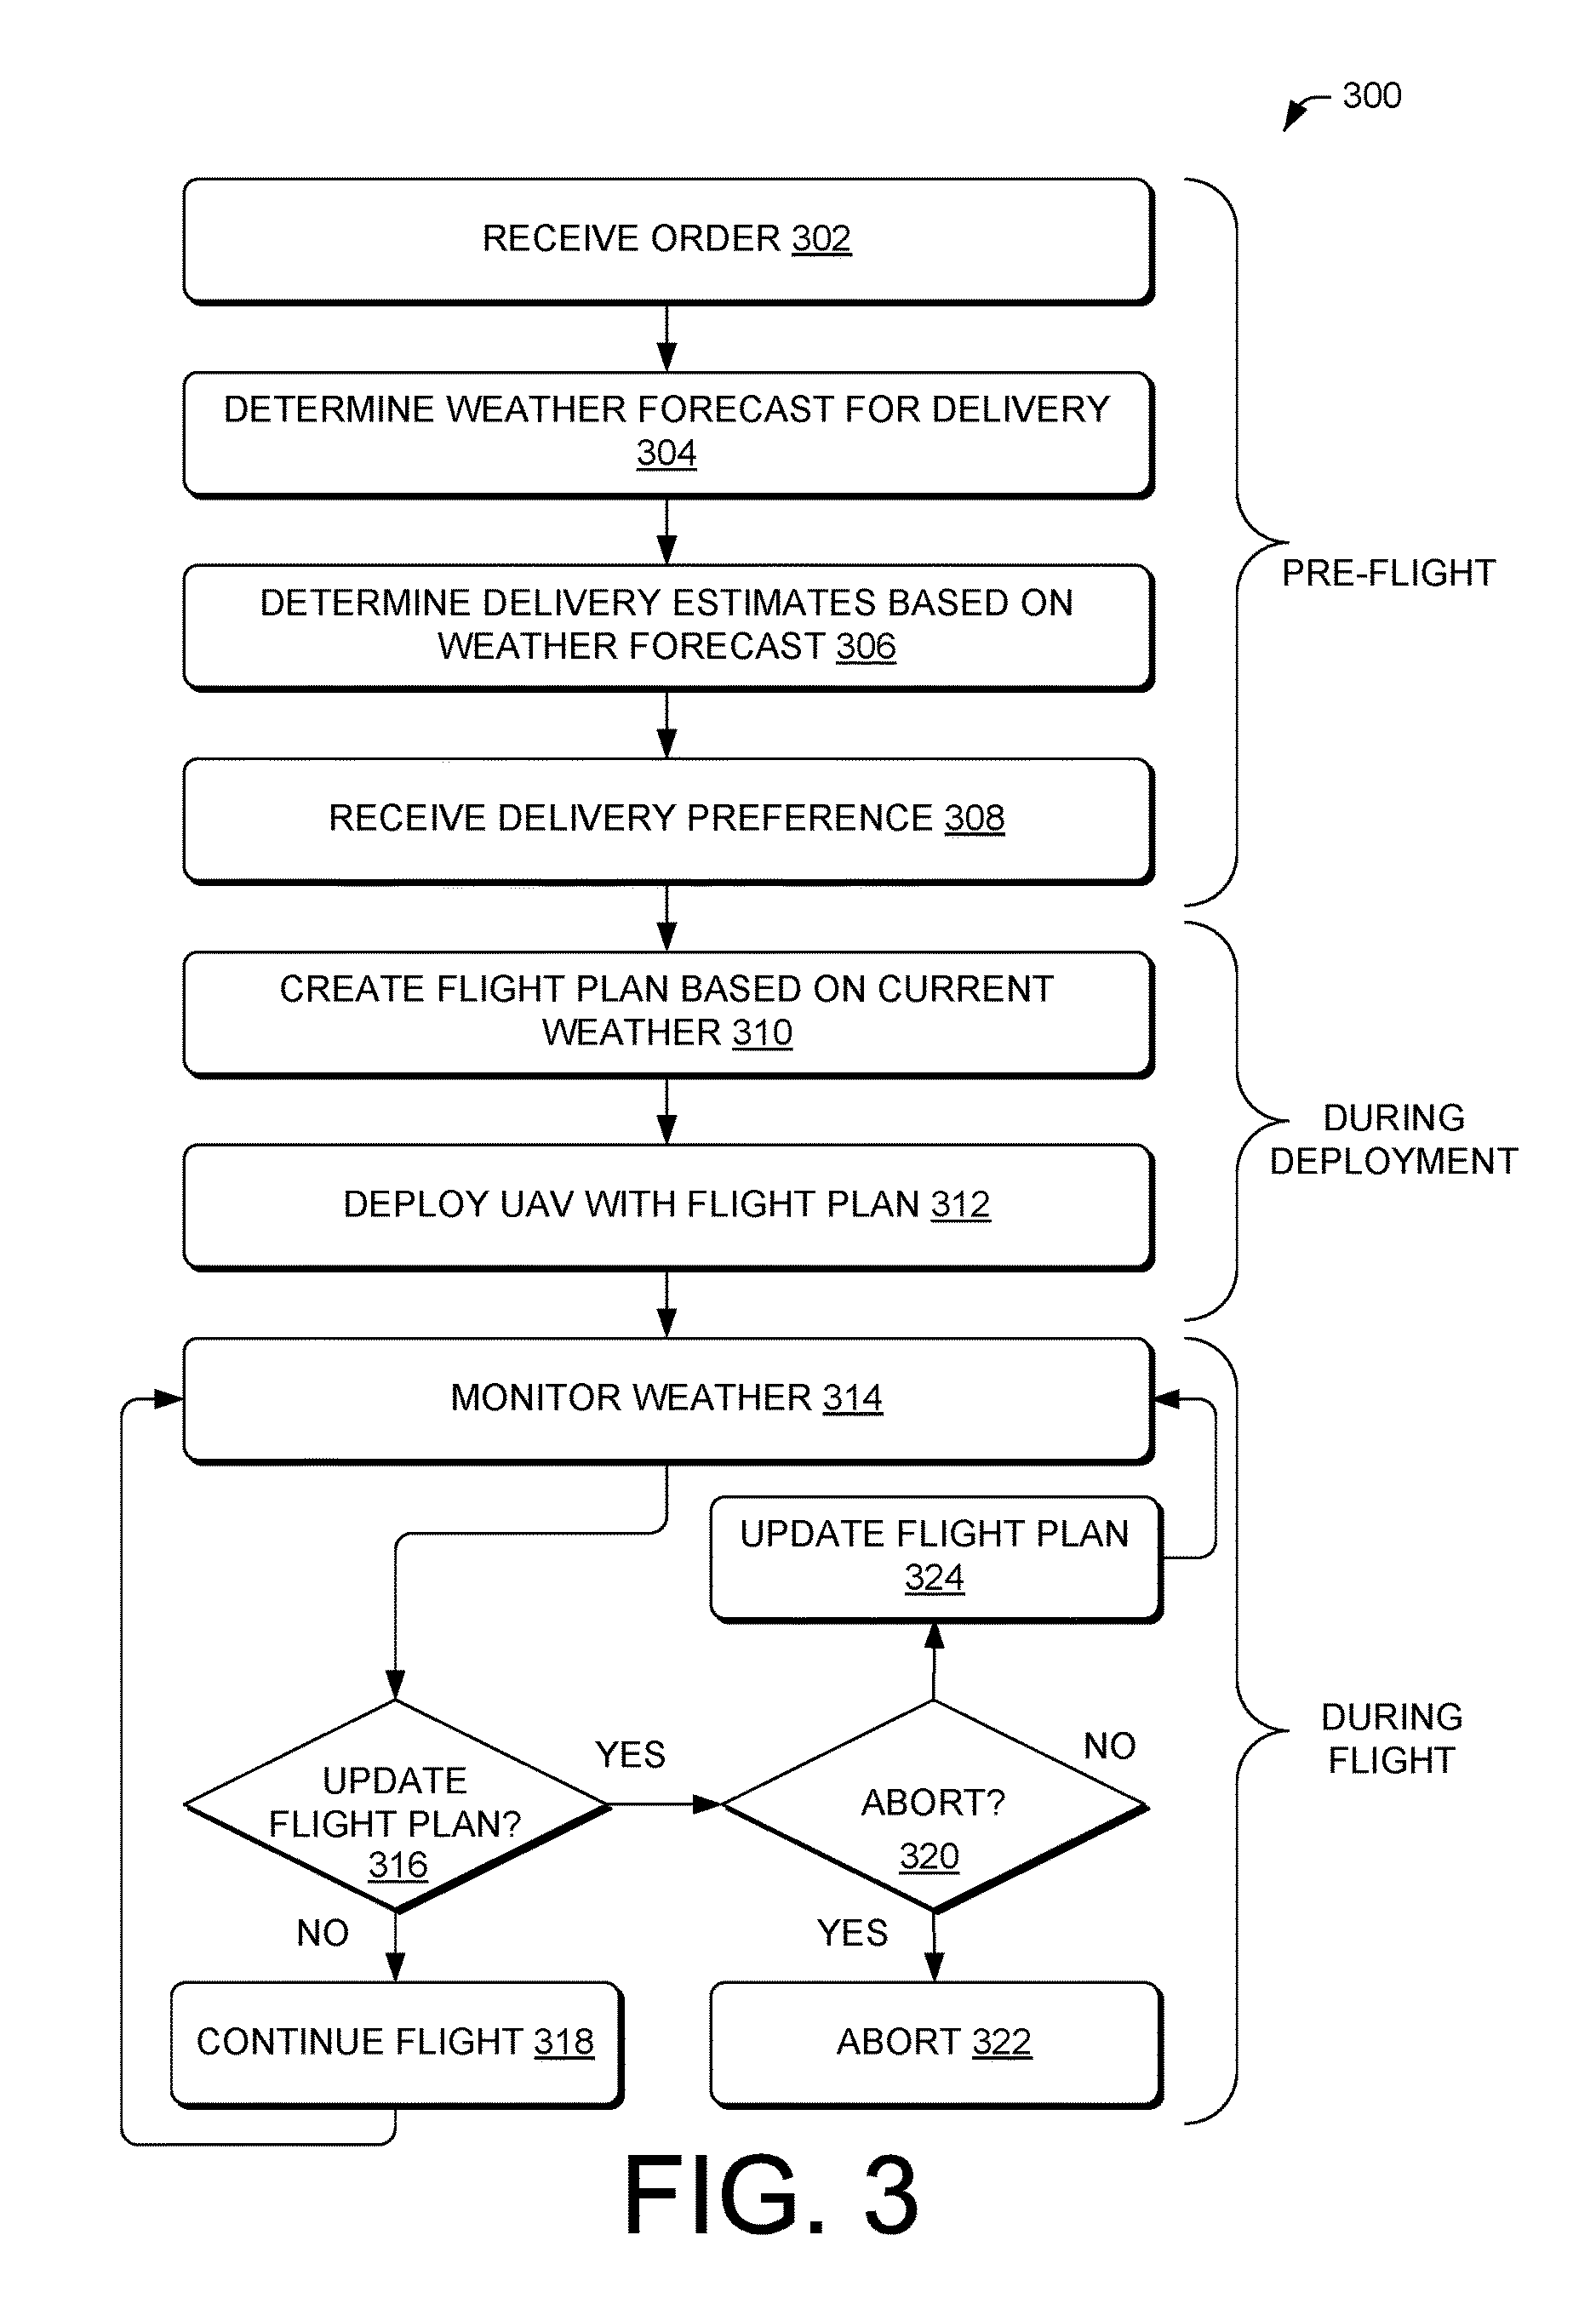 300
RECEIVE ORDER 302
DETERMINE WEATHER FORECAST FOR DELIVERY
304
DETERMINE DELIVERY ESTIMATES BASED ON
WEATHER FORECAST 306
PRE-FLIGHT
RECEIVE DELIVERY PREFERENCE 308
CREATE FLIGHT PLAN BASED ON CURRENT
WEATHER 310
DURING
DEPLOYMENT
DEPLOY UAV WITH FLIGHT PLAN 312
MONITOR WEATHER 314
UPDATE FLIGHT PLAN
324
DURING
FLIGHT
UPDATE
FLIGHT PLAN?
316
YES
NO
ABORT?
320
NO
YES
CONTINUE FLIGHT 318
ABORT 322
FIG. 3